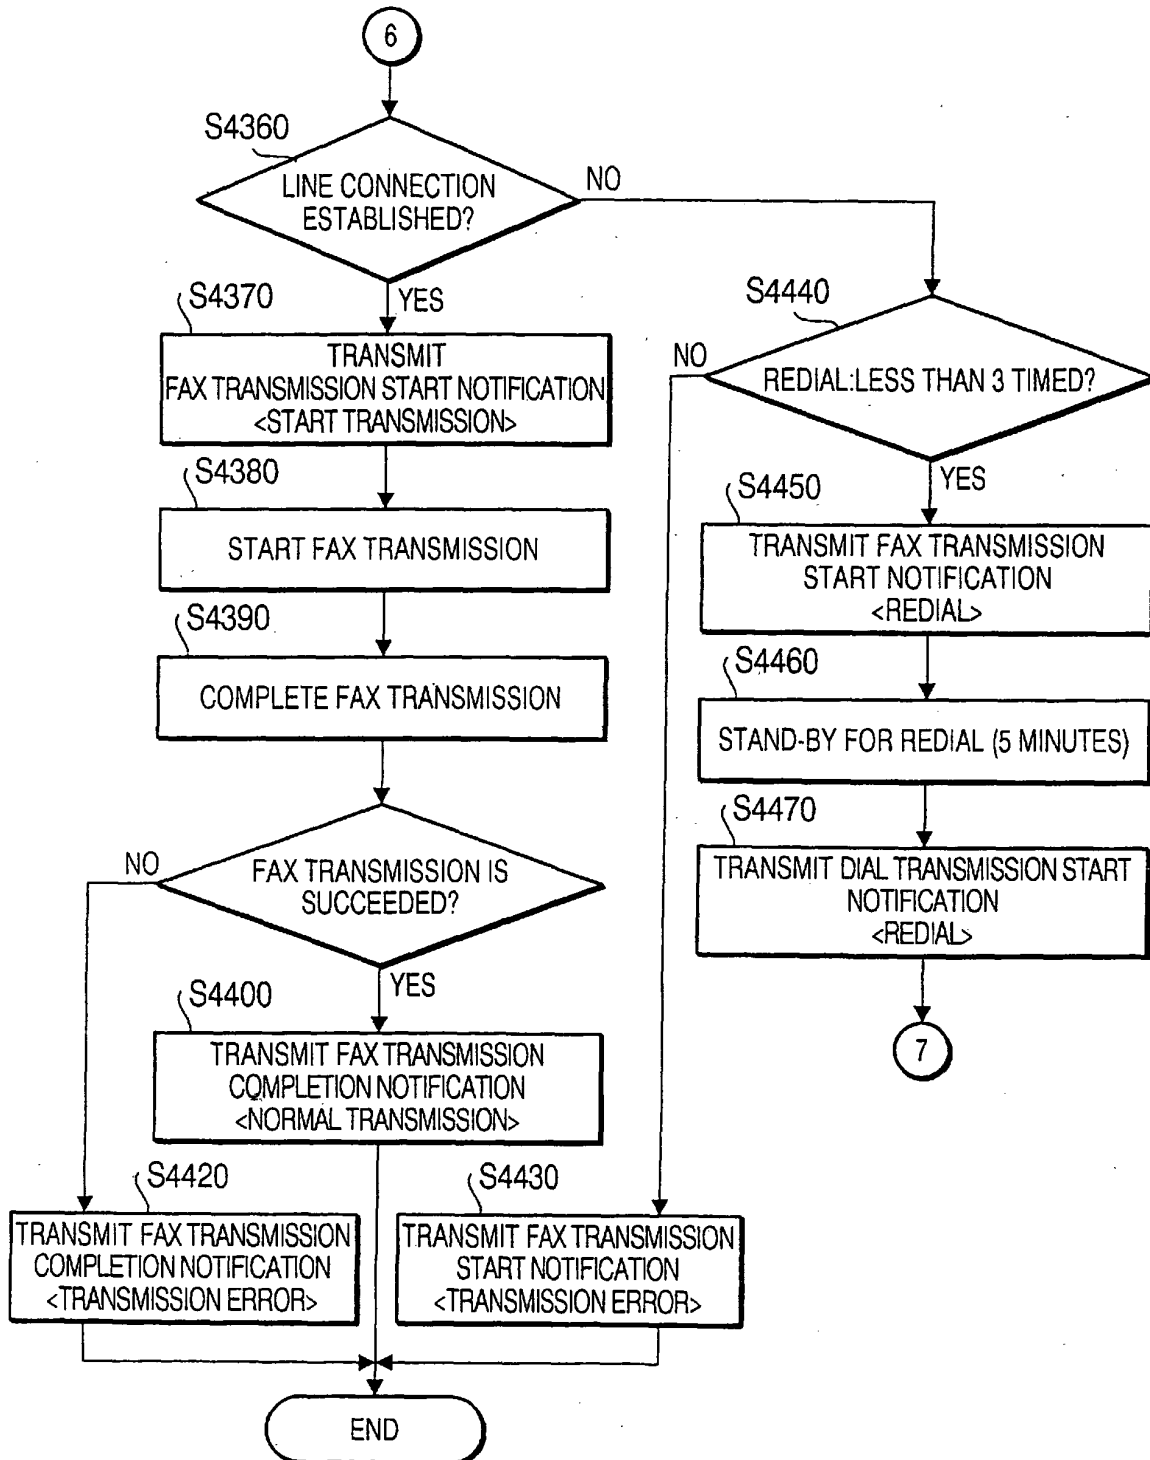 6
S4360
LINE CONNECTION
ESTABLISHED?
NO
YES
S4370
TRANSMIT
FAX TRANSMISSION START NOTIFICATION
<START TRANSMISSION>
S4380
START FAX TRANSMISSION
S4390
COMPLETE FAX TRANSMISSION
FAX TRANSMISSION IS
SUCCEEDED?
NO
YES
S4400
TRANSMIT FAX TRANSMISSION
COMPLETION NOTIFICATION
<NORMAL TRANSMISSION>
S4420
TRANSMIT FAX TRANSMISSION
COMPLETION NOTIFICATION
<TRANSMISSION ERROR>
S4430
TRANSMIT FAX TRANSMISSION
START NOTIFICATION
<TRANSMISSION ERROR>
END
S4440
REDIAL:LESS THAN 3 TIMED?
NO
YES
S4450
TRANSMIT FAX TRANSMISSION
START NOTIFICATION
<REDIAL>
S4460
STAND-BY FOR REDIAL (5 MINUTES)
S4470
TRANSMIT DIAL TRANSMISSION START
NOTIFICATION
<REDIAL>
7